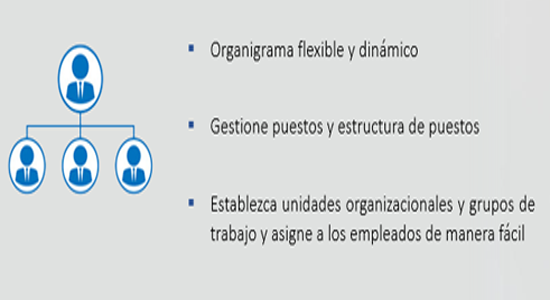 Organigrama flexible y dinámico
Gestione puestos y estructura de puestos
Establezca unidades organizacionales y grupos de
trabajo y asigne a los empleados de manera fácil